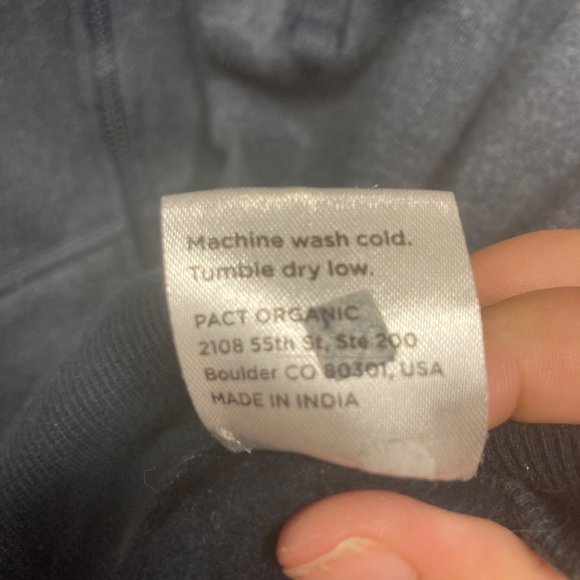 Machine wash cold.
Tumble dry low.
PACT ORGANIC
2108 55th St, Ste 200
Boulder CO 80301, USA
MADE IN INDIA